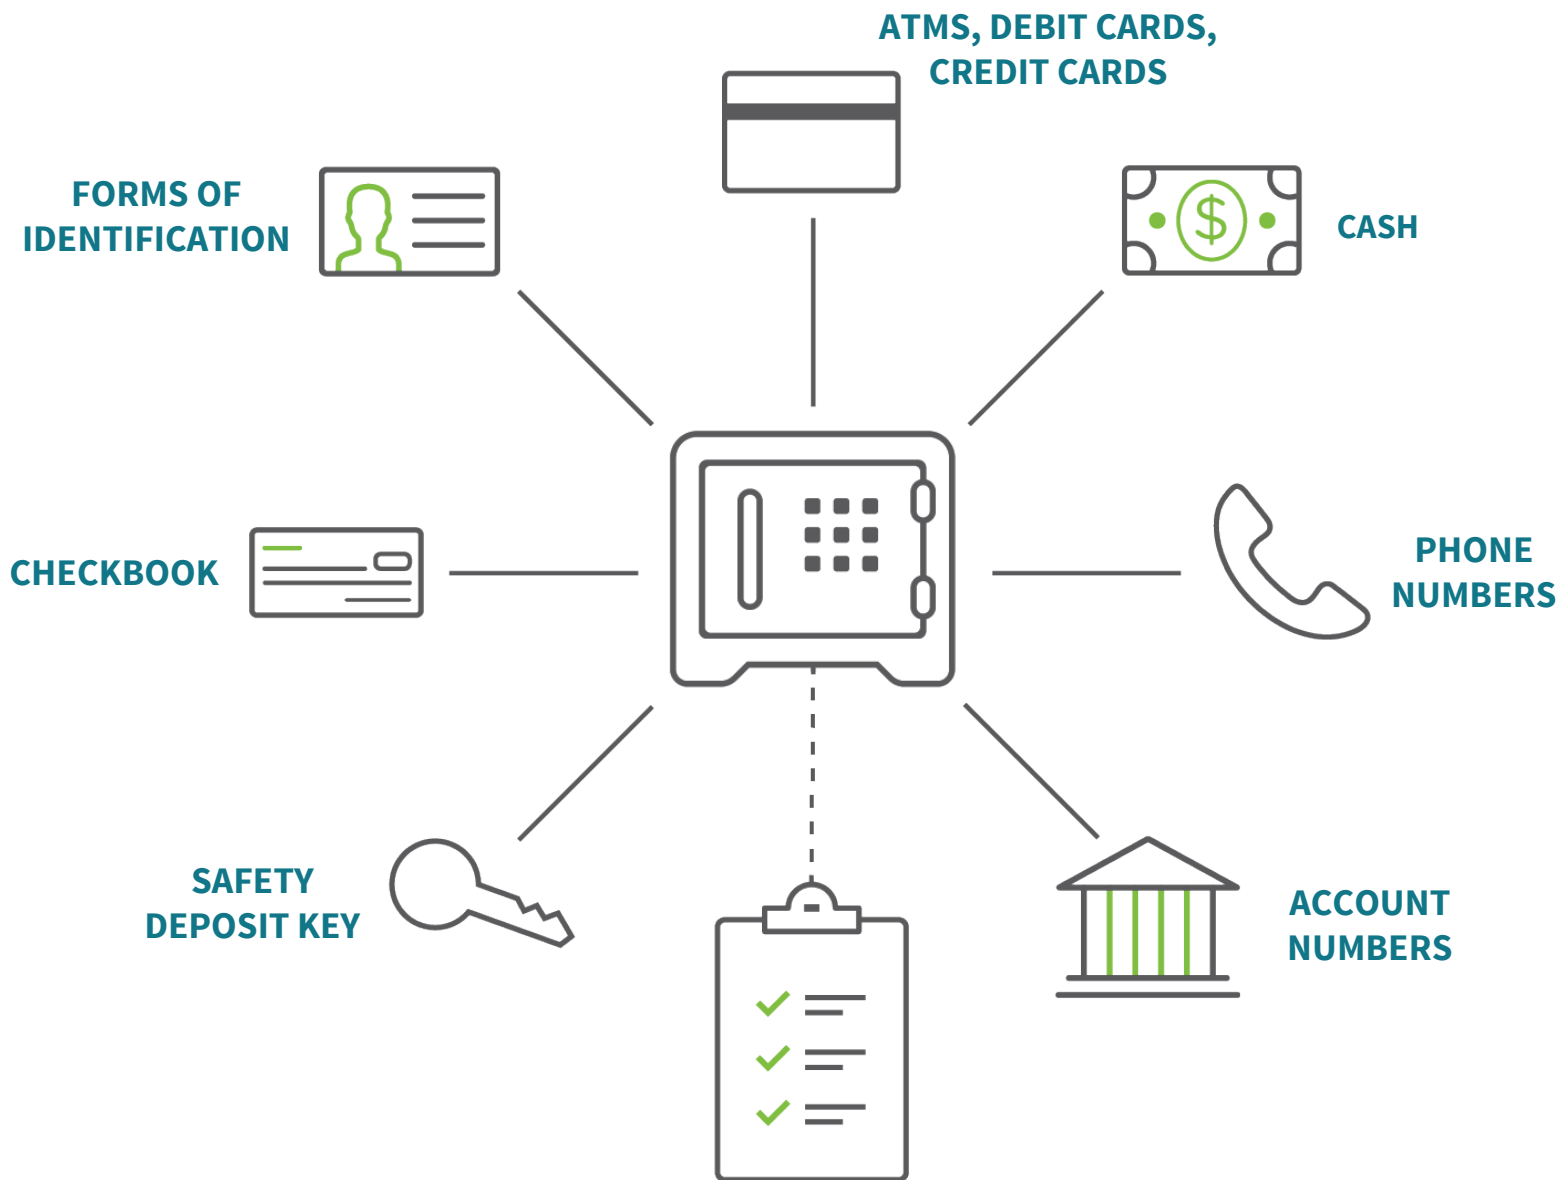 ATMS, DEBIT CARDS,
CREDIT CARDS
FORMS OF
IDENTIFICATION
CASH
CHECKBOOK
PHONE
NUMBERS
SAFETY
DEPOSIT KEY
ACCOUNT
NUMBERS